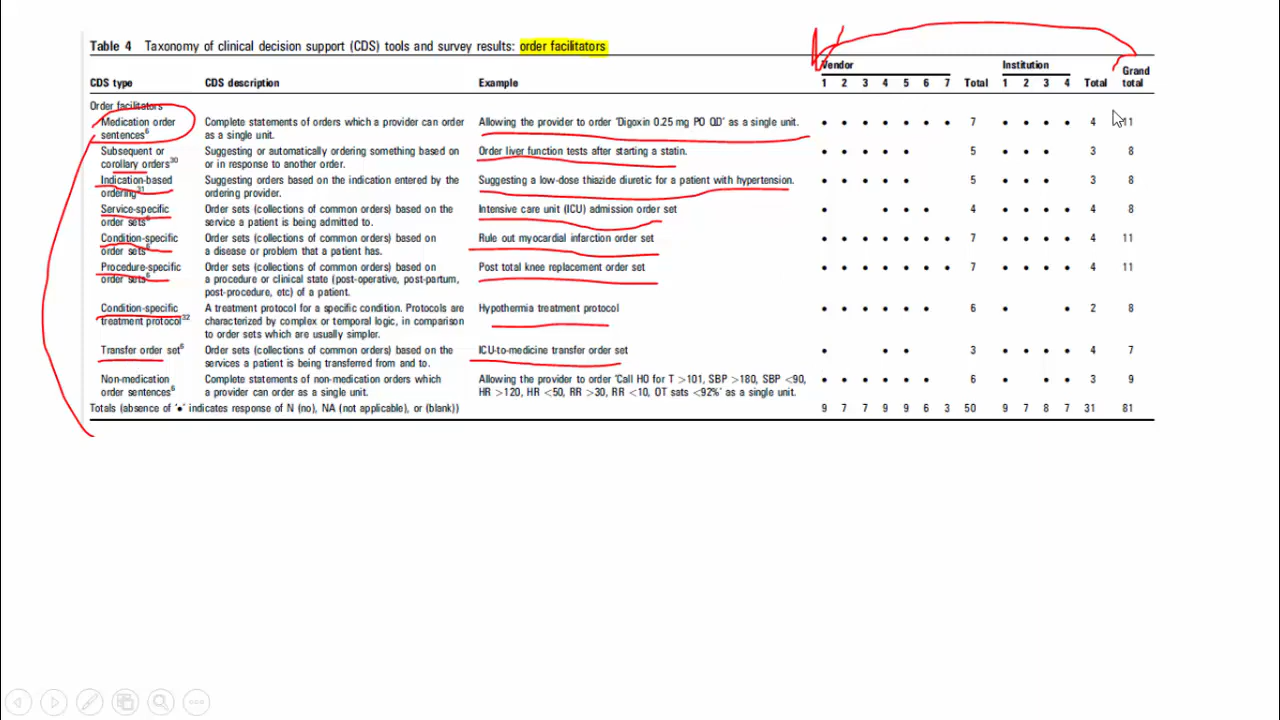 Table 4 Taxonomy of clinical decision support (CDS) tools and survey results: order facilitators
Vendor Institution Grand
CDS type CDS description Example 1 2 3 4 5 6 7 Total 1 2 3 4 Total total
Order facilitators
Medication order Complete statements of orders which a provider can order Allowing the provider to order 'Digoxin 0.25 mg PO QD' as a single unit. • • • • • • • 7 • • • • 4 11
sentences6 as a single unit.
Subsequent or Suggesting or automatically ordering something based on Order liver function tests after starting a statin. • • • • • 5 • • • 3 8
corollary orders30 or in response to another order.
Indication-based Suggesting orders based on the indication entered by the Suggesting a low-dose thiazide diuretic for a patient with hypertension. • • • • 5 • • • 3 8
ordering31 ordering provider.
Service-specific Order sets (collections of common orders) based on the Intensive care unit (ICU) admission order set • • • • 4 • • • • 4 8
order sets6 service a patient is being admitted to.
Condition-specific Order sets (collections of common orders) based on Rule out myocardial infarction order set • • • • • • • 7 • • • • 4 11
order sets6 a disease or problem that a patient has.
Procedure-specific Order sets (collections of common orders) based on Post total knee replacement order set • • • • • • • 7 • • • • 4 11
order sets6 a procedure or clinical state (post-operative, post-partum,
post-procedure, etc) of a patient.
Condition-specific A treatment protocol for a specific condition. Protocols are Hypothermia treatment protocol • • • • • • 6 • • 2 8
treatment protocol32 characterized by complex or temporal logic, in comparison
to order sets which are usually simpler.
Transfer order set6 Order sets (collections of common orders) based on the ICU-to-medicine transfer order set • • • 3 • • • • 4 7
services a patient is being transferred from and to.
Non-medication Complete statements of non-medication orders which Allowing the provider to order 'Call HO for T >101, SBP >180, SBP <90, • • • • • • 6 • • • 3 9
order sentences6 a provider can order as a single unit. HR >120, HR <50, RR >30, RR <10, OT sats <92%' as a single unit.
Totals (absence of '•' indicates response of N (no), NA (not applicable), or (blank)) 9 7 7 9 9 6 3 50 9 7 8 7 31 81